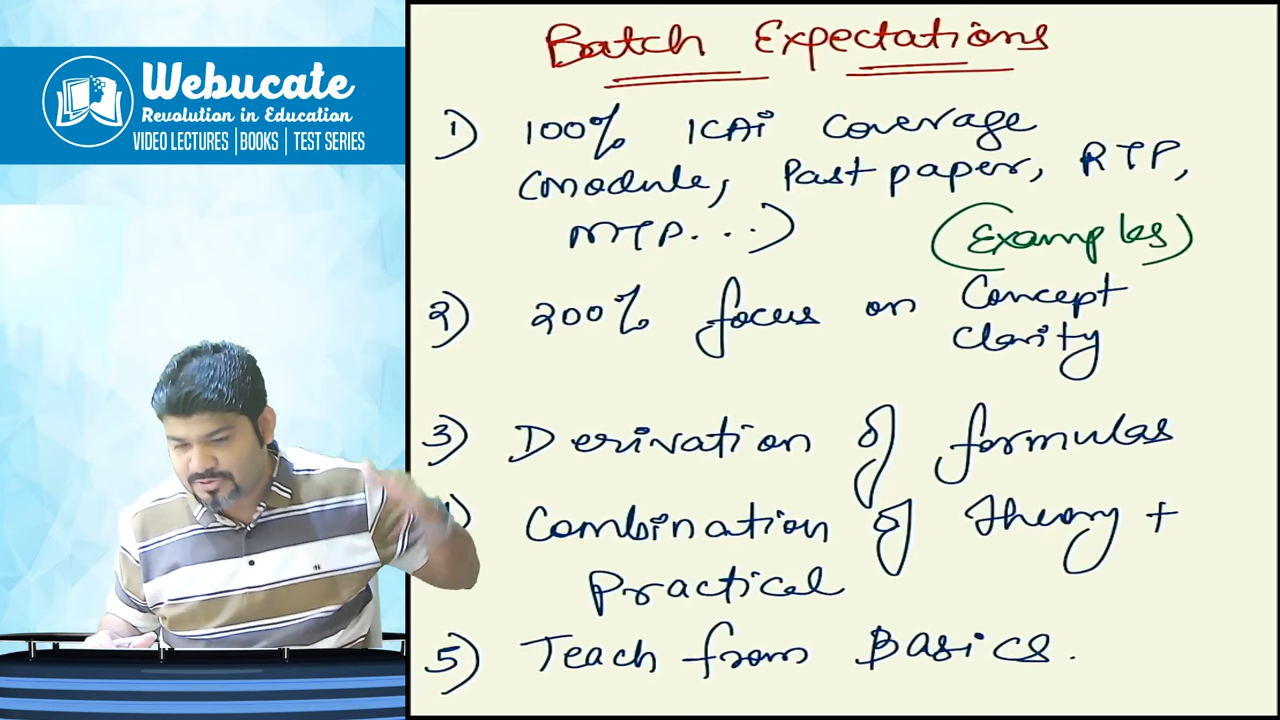 Webucate
Revolution in Education
VIDEO LECTURES | BOOKS | TEST SERIES
Batch Expectations
1) 100% ICAi Coverage
(Module, Past paper, RTP,
MTP...)
(Examples)
2) 200% focus on Concept
Clarity
3) Derivation of formulas
4) Combination of Theory +
Practical
5) Teach from Basics.